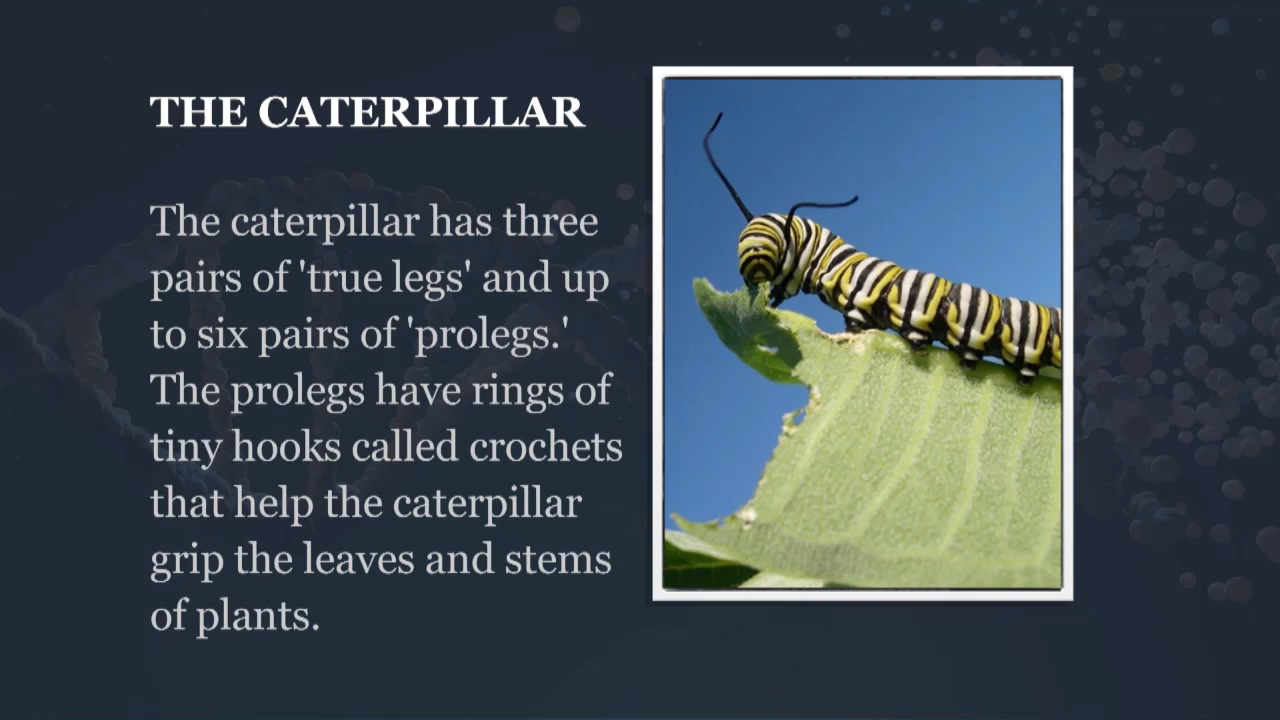 THE CATERPILLAR
The caterpillar has three
pairs of 'true legs' and up
to six pairs of 'prolegs.'
The prolegs have rings of
tiny hooks called crochets
that help the caterpillar
grip the leaves and stems
of plants.